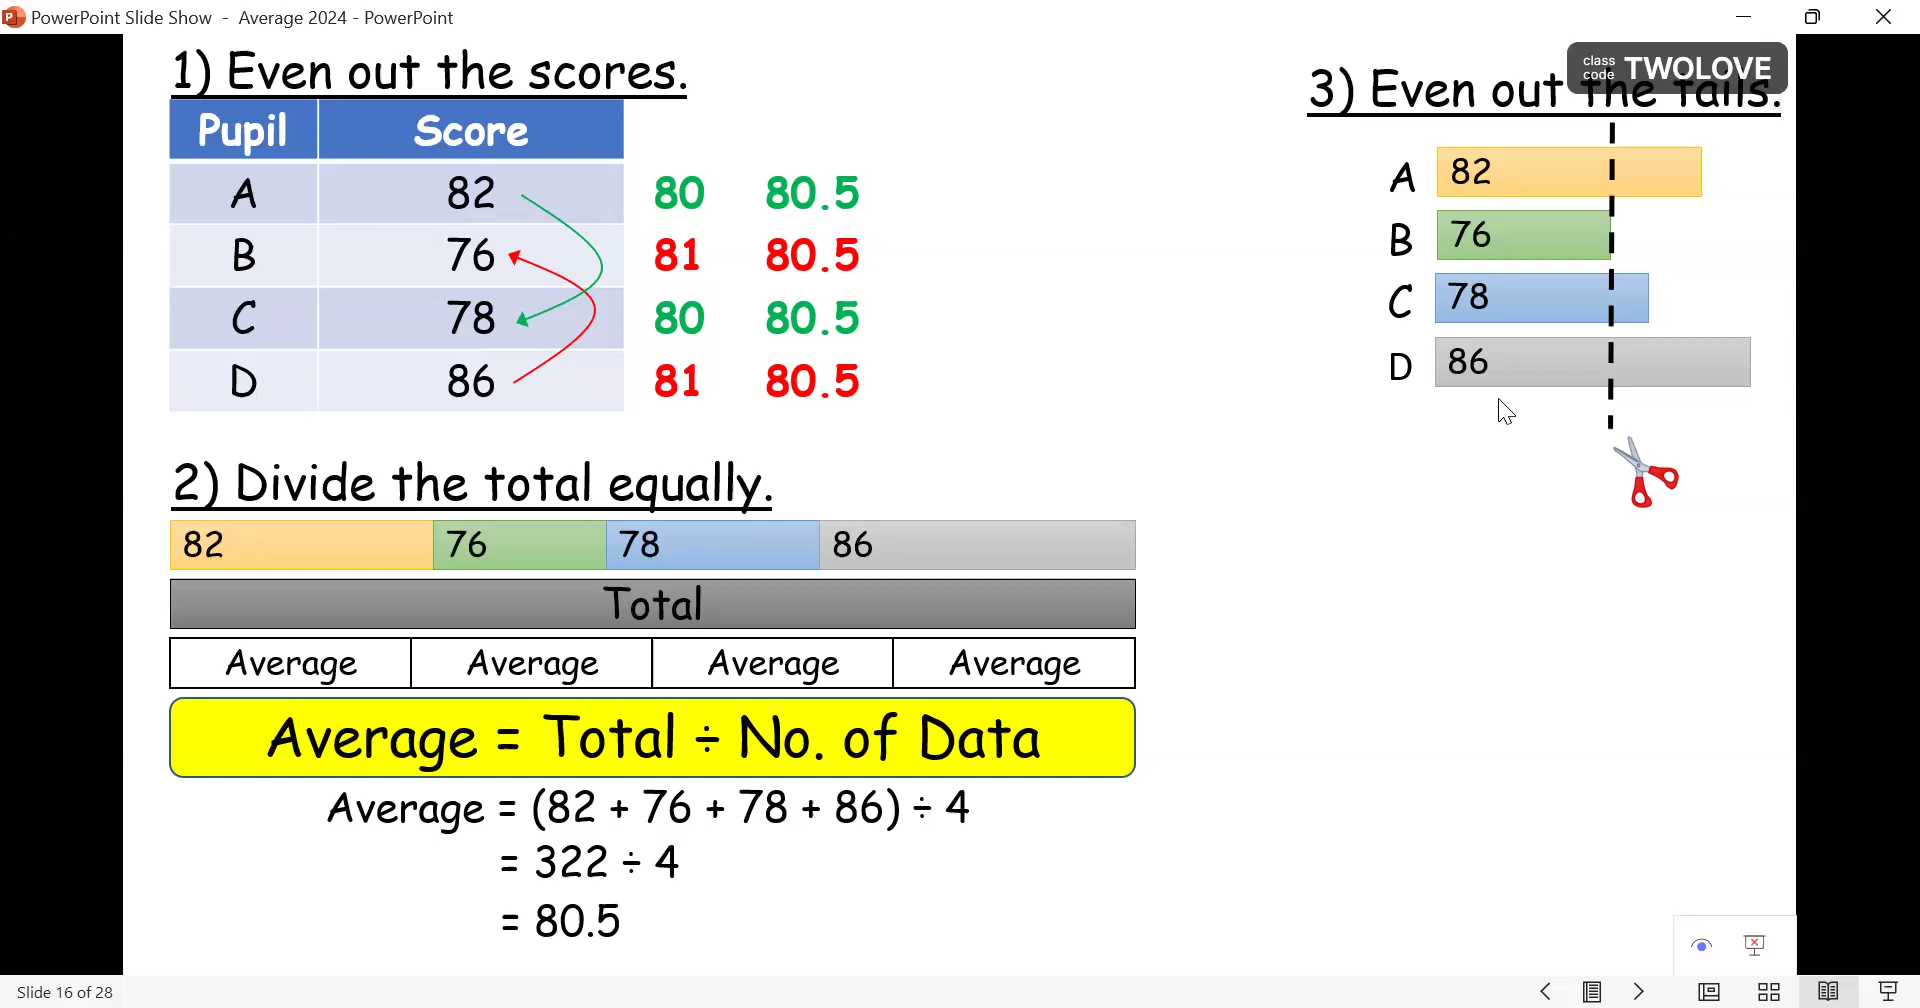 PowerPoint Slide Show - Average 2024 - PowerPoint
1) Even out the scores.
Pupil Score
A 82 80 80.5
B 76 81 80.5
C 78 80 80.5
D 86 81 80.5
2) Divide the total equally.
82 76 78 86
Total
Average Average Average Average
Average = Total ÷ No. of Data
Average = (82 + 76 + 78 + 86) ÷ 4
= 322 ÷ 4
= 80.5
class code TWOLOVE
3) Even out the tails.
A 82
B 76
C 78
D 86
Slide 16 of 28